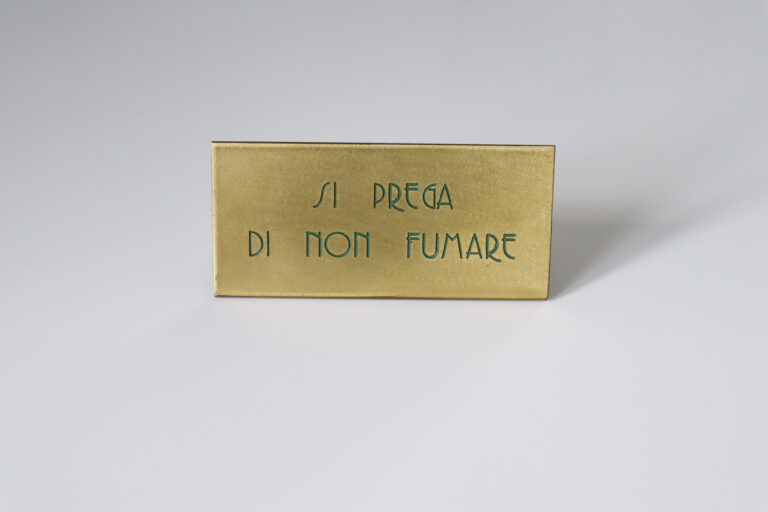 SI PREGA
DI NON FUMARE